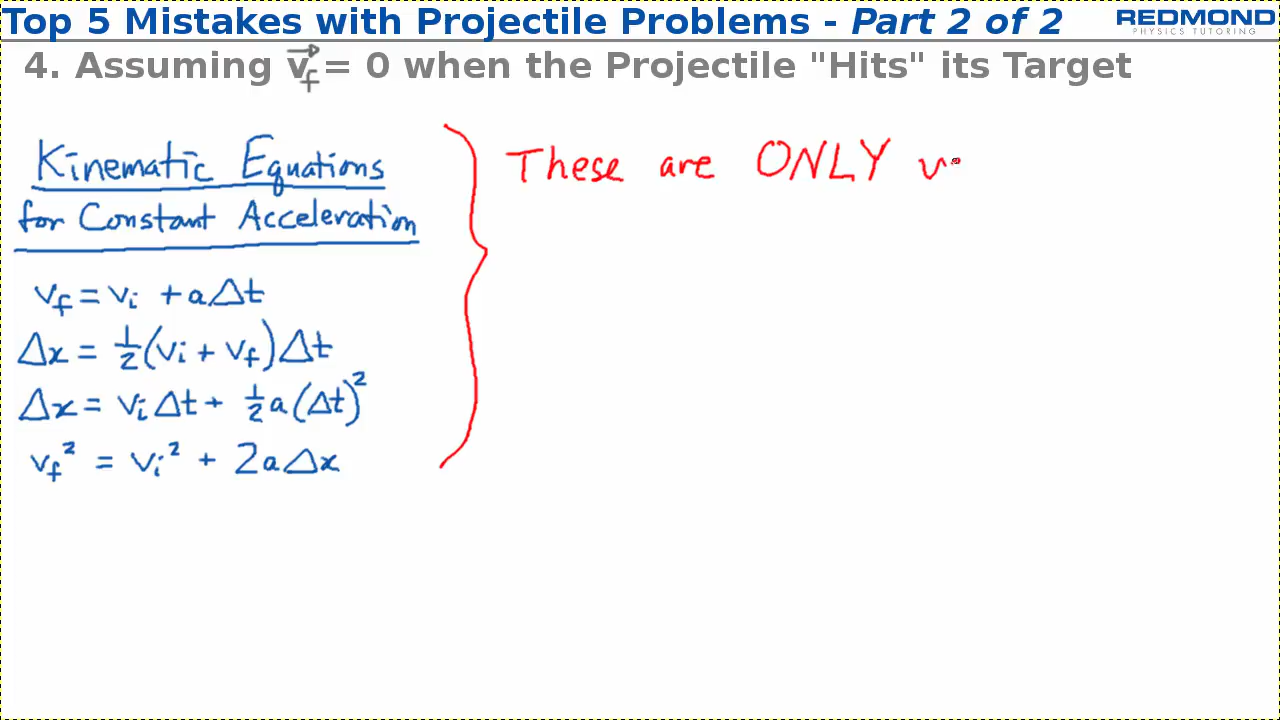 Top 5 Mistakes with Projectile Problems - Part 2 of 2
REDMOND
PHYSICS TUTORING
4. Assuming v⃗f = 0 when the Projectile "Hits" its Target
Kinematic Equations
for Constant Acceleration
vf = vi + aΔt
Δx = ½(vi + vf)Δt
Δx = viΔt + ½a(Δt)²
vf² = vi² + 2aΔx
These are ONLY